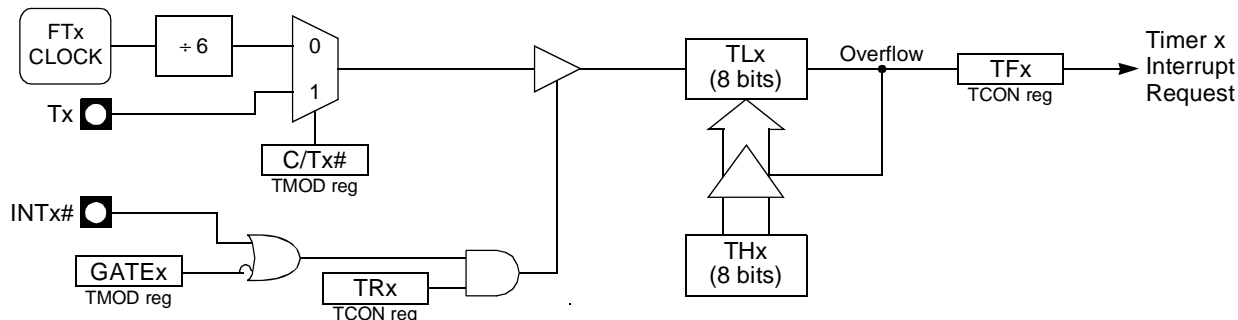 FTx
CLOCK
÷ 6
0
1
Tx
C/Tx#
TMOD reg
INTx#
GATEx
TMOD reg
TRx
TCON reg
TLx
(8 bits)
Overflow
TFx
TCON reg
Timer x
Interrupt
Request
THx
(8 bits)